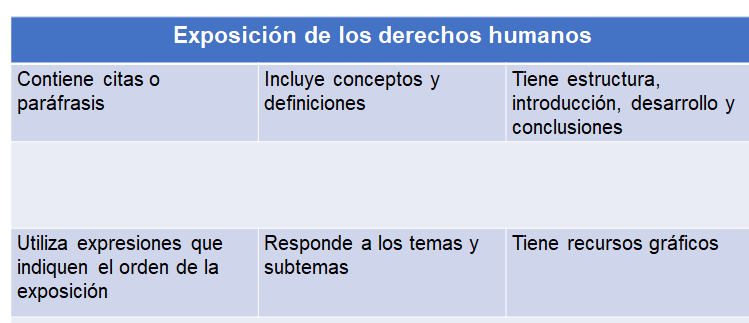 Exposición de los derechos humanos
Contiene citas o
paráfrasis
Incluye conceptos y
definiciones
Tiene estructura,
introducción, desarrollo y
conclusiones
Utiliza expresiones que
indiquen el orden de la
exposición
Responde a los temas y
subtemas
Tiene recursos gráficos